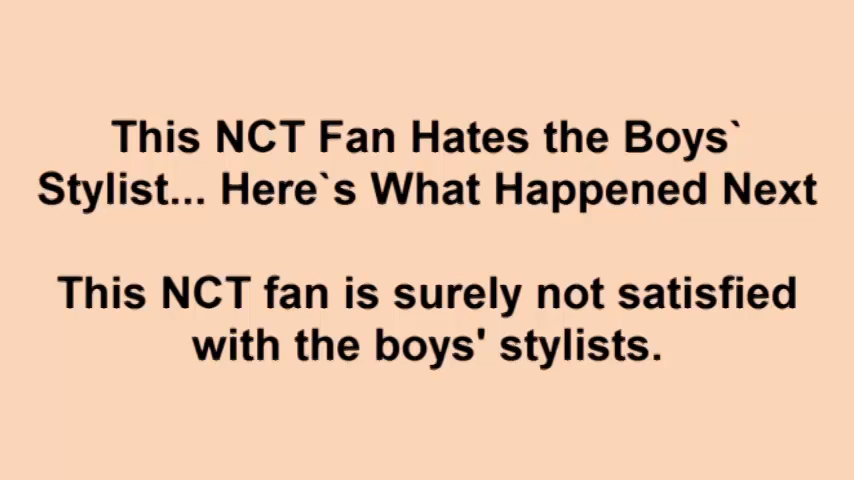 This NCT Fan Hates the Boys`
Stylist... Here`s What Happened Next
This NCT fan is surely not satisfied
with the boys' stylists.